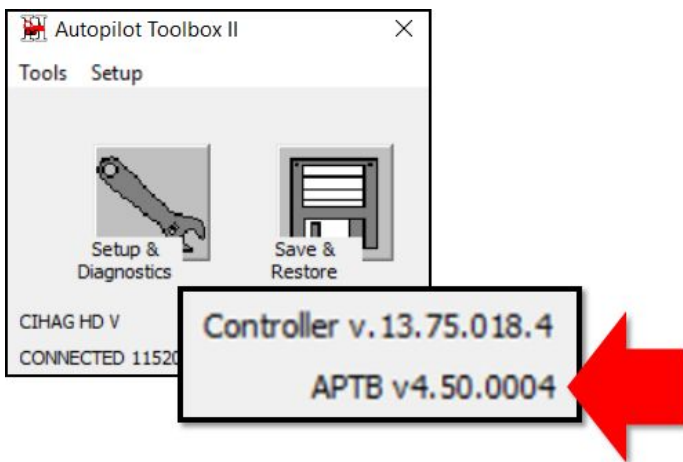 Autopilot Toolbox II
Tools Setup
Setup &
Diagnostics
Save &
Restore
CIHAG HD V
CONNECTED 11520
Controller v.13.75.018.4
APTB v4.50.0004